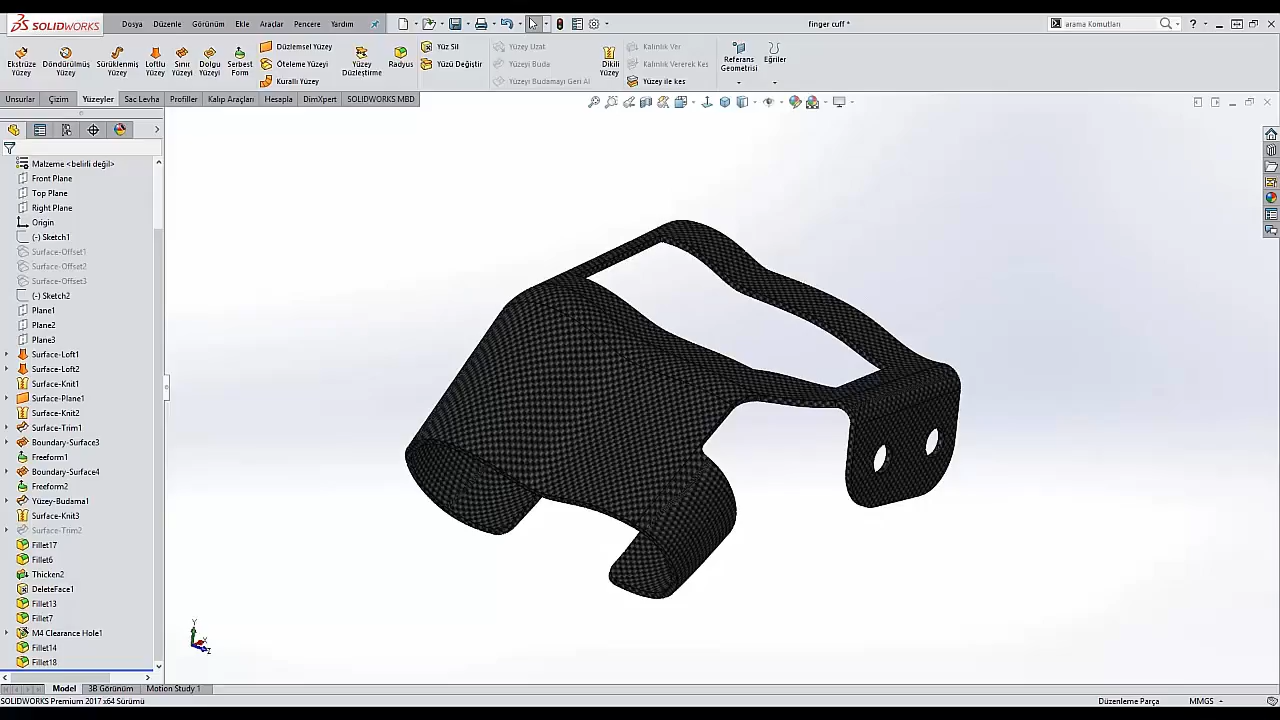 SOLIDWORKS
Dosya Düzenle Görünüm Ekle Araçlar Pencere Yardım
finger cuff *
arama Komutları
Ekstrüze Yüzey
Döndürülmüş Yüzey
Sürüklenmiş Yüzey
Loftlu Yüzey
Sınır Yüzeyi
Dolgu Yüzeyi
Serbest Form
Düzlemsel Yüzey
Öteleme Yüzeyi
Kurallı Yüzey
Yüzey Düzleştirme
Radyus
Yüz Sil
Yüzü Değiştir
Yüzey Uzat
Yüzeyi Buda
Yüzeyi Budamayı Geri Al
Dikili Yüzey
Kalınlık Ver
Kalınlık Vererek Kes
Yüzey ile kes
Referans Geometrisi
Eğriler
Unsurlar Çizim Yüzeyler Sac Levha Profiller Kalıp Araçları Hesapla DimXpert SOLIDWORKS MBD
Malzeme <belirli değil>
Front Plane
Top Plane
Right Plane
Origin
(-) Sketch1
Surface-Offset1
Surface-Offset2
Surface-Offset3
(-) Sketch2
Plane1
Plane2
Plane3
Surface-Loft1
Surface-Loft2
Surface-Knit1
Surface-Plane1
Surface-Knit2
Surface-Trim1
Boundary-Surface3
Freeform1
Boundary-Surface4
Freeform2
Yüzey-Budama1
Surface-Knit3
Surface-Trim2
Fillet17
Fillet6
Thicken2
DeleteFace1
Fillet13
Fillet7
M4 Clearance Hole1
Fillet14
Fillet18
Y
X
Z
Model 3B Görünüm Motion Study 1
SOLIDWORKS Premium 2017 x64 Sürümü
Düzenleme Parça
MMGS